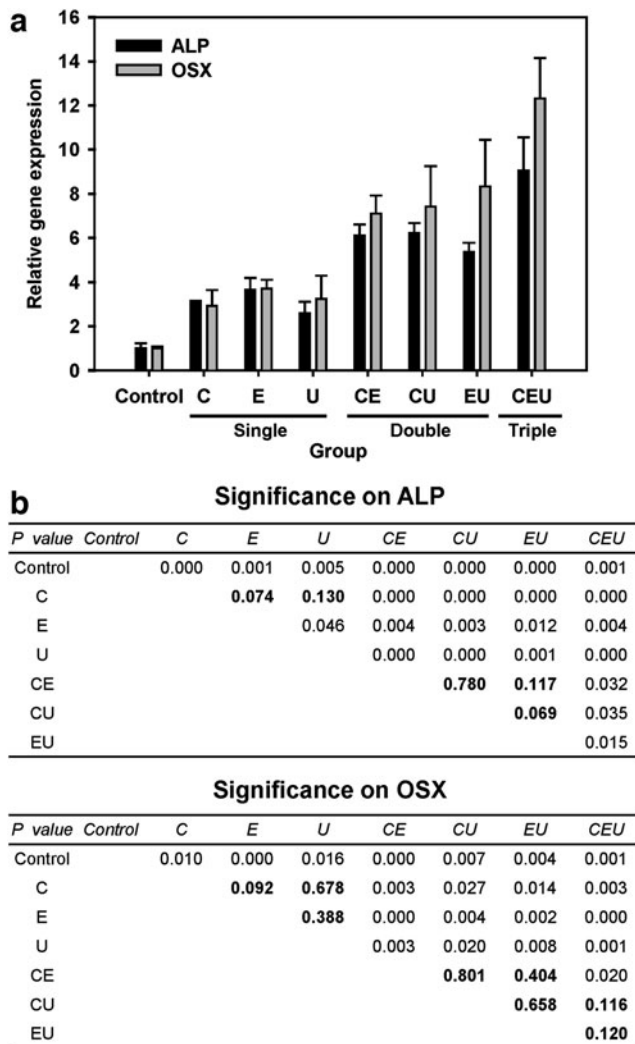 a
16
14
12
10
8
6
4
2
0
Relative gene expression
ALP
OSX
Control C E U CE CU EU CEU
Single Double Triple
Group
b
Significance on ALP
P value Control C E U CE CU EU CEU
Control 0.000 0.001 0.005 0.000 0.000 0.000 0.001
C 0.074 0.130 0.000 0.000 0.000 0.000
E 0.046 0.004 0.003 0.012 0.004
U 0.000 0.000 0.001 0.000
CE 0.780 0.117 0.032
CU 0.069 0.035
EU 0.015
Significance on OSX
P value Control C E U CE CU EU CEU
Control 0.010 0.000 0.016 0.000 0.007 0.004 0.001
C 0.092 0.678 0.003 0.027 0.014 0.003
E 0.388 0.000 0.004 0.002 0.000
U 0.003 0.020 0.008 0.001
CE 0.801 0.404 0.020
CU 0.658 0.116
EU 0.120